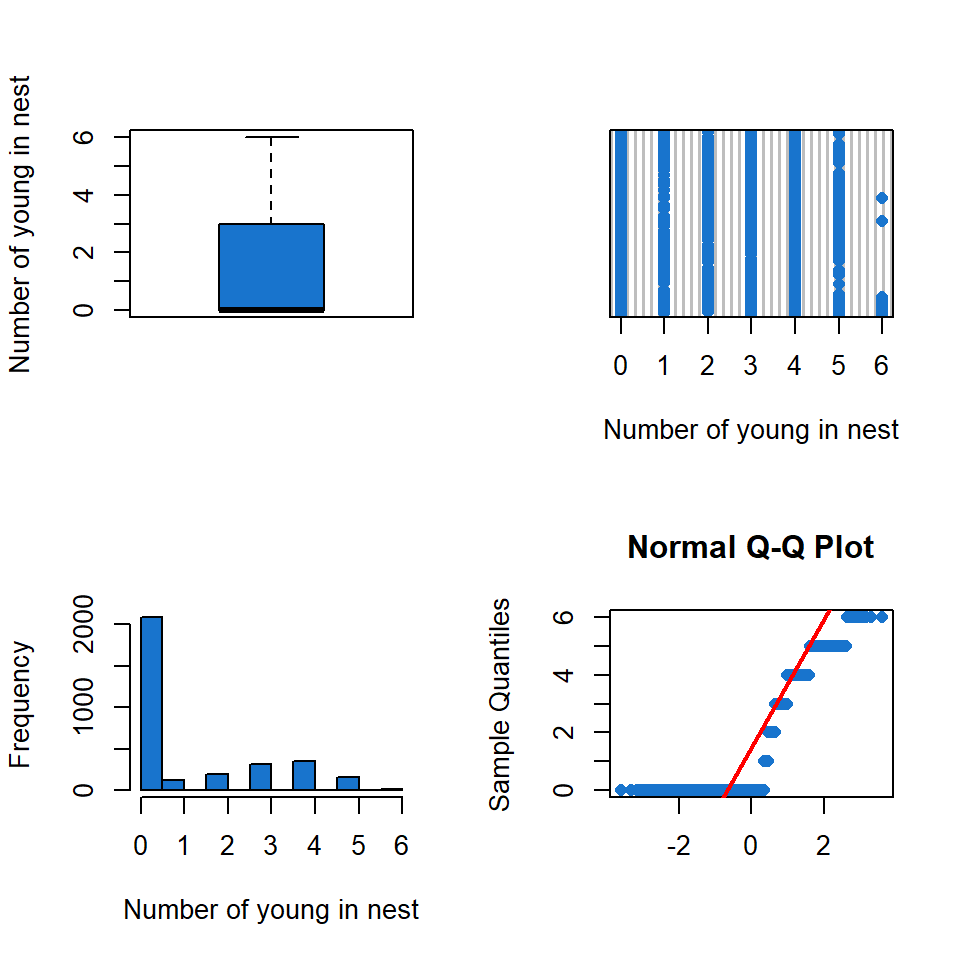 Number of young in nest
6
4
2
0
0 1 2 3 4 5 6
Number of young in nest
Frequency
2000
1000
0
0 1 2 3 4 5 6
Number of young in nest
Normal Q-Q Plot
Sample Quantiles
6
4
2
0
-2 0 2